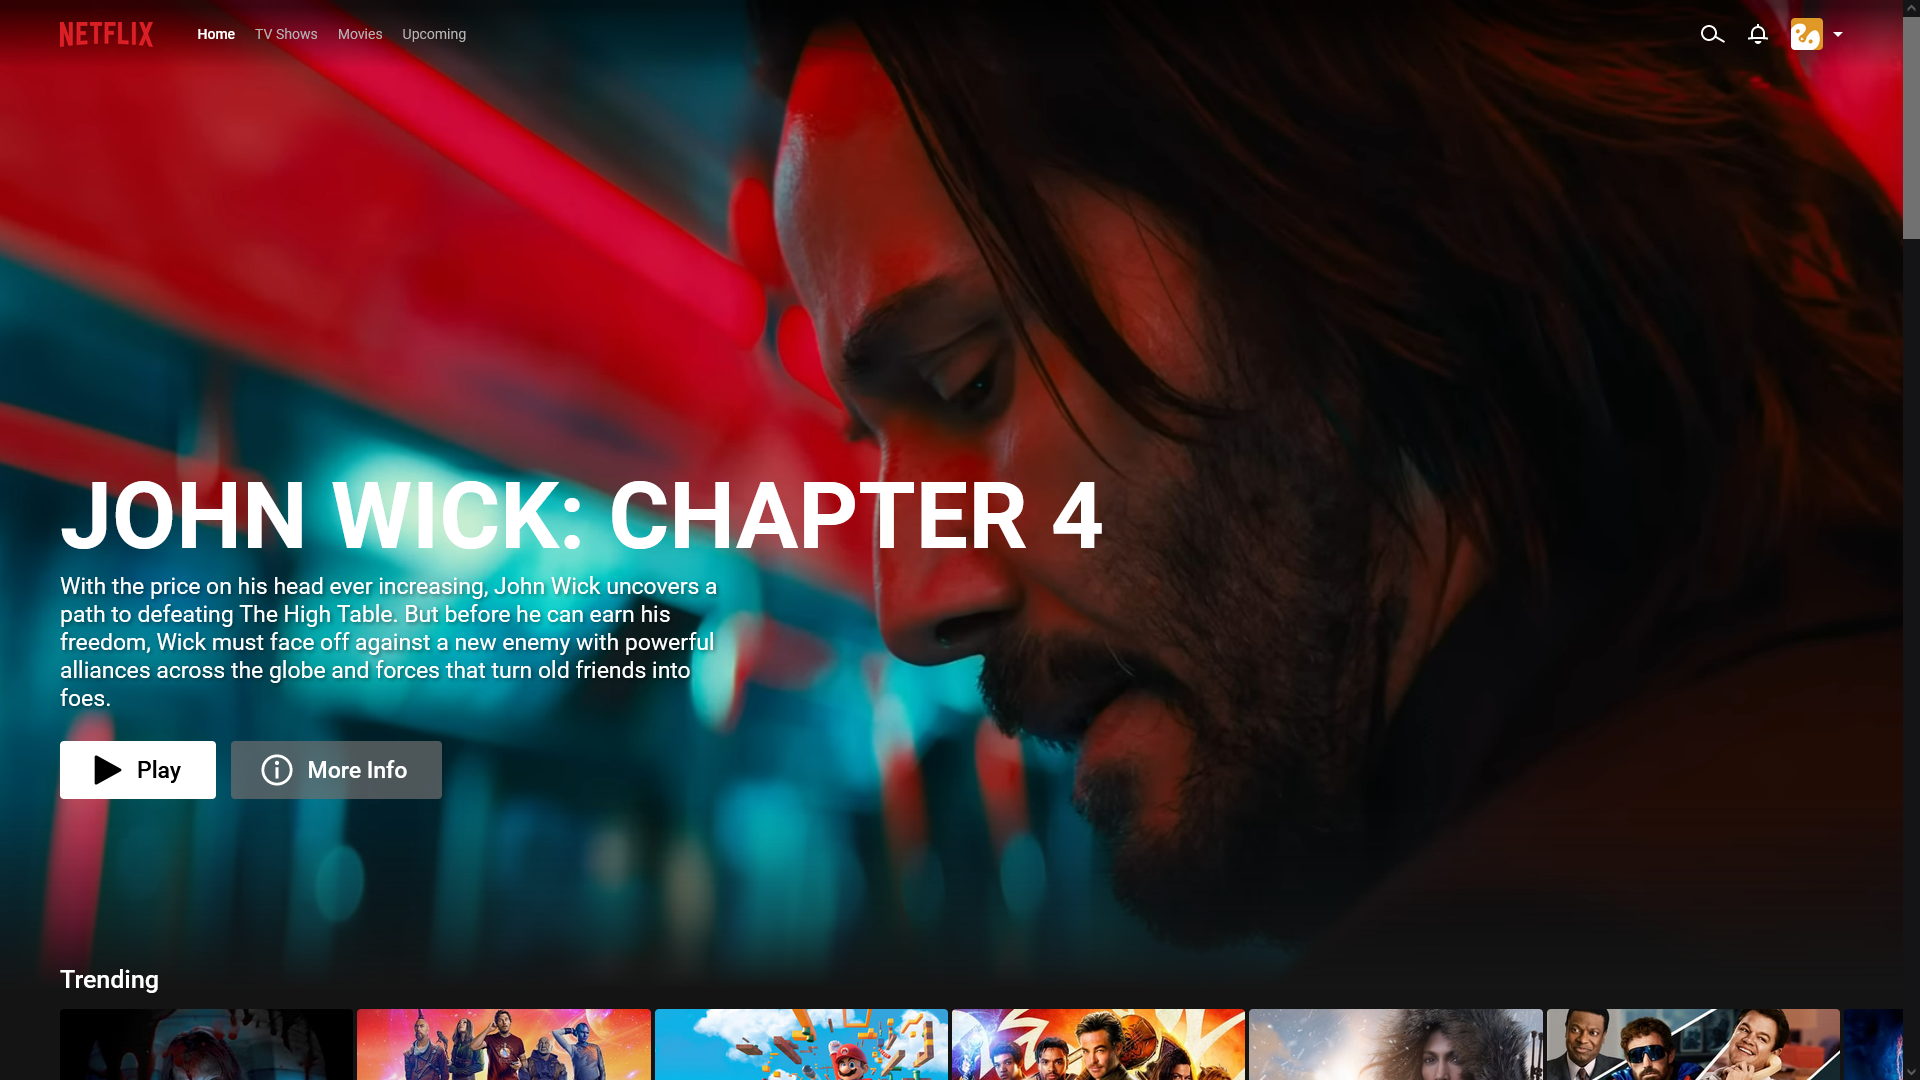 NETFLIX Home TV Shows Movies Upcoming
JOHN WICK: CHAPTER 4
With the price on his head ever increasing, John Wick uncovers a
path to defeating The High Table. But before he can earn his
freedom, Wick must face off against a new enemy with powerful
alliances across the globe and forces that turn old friends into
foes.
Play More Info
Trending